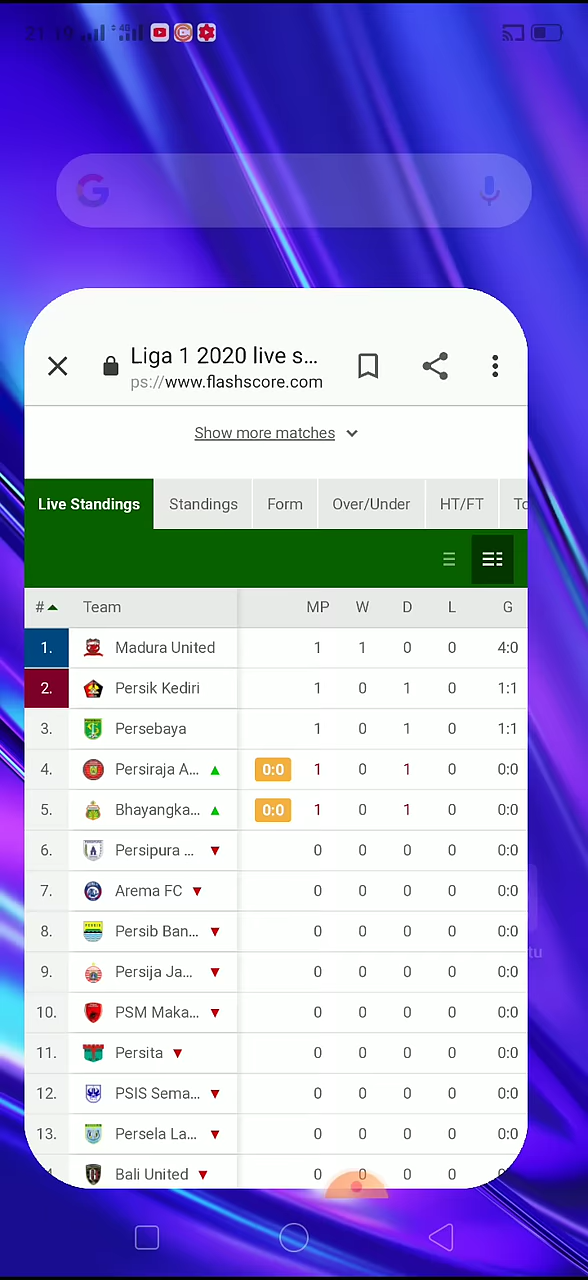 21:19
Liga 1 2020 live s...
ps://www.flashscore.com
Show more matches
Live Standings Standings Form Over/Under HT/FT To
# Team MP W D L G
1. Madura United 1 1 0 0 4:0
2. Persik Kediri 1 0 1 0 1:1
3. Persebaya 1 0 1 0 1:1
4. Persiraja A... 0:0 1 0 1 0 0:0
5. Bhayangka... 0:0 1 0 1 0 0:0
6. Persipura ... 0 0 0 0 0:0
7. Arema FC 0 0 0 0 0:0
8. Persib Ban... 0 0 0 0 0:0
9. Persija Ja... 0 0 0 0 0:0
10. PSM Maka... 0 0 0 0 0:0
11. Persita 0 0 0 0 0:0
12. PSIS Sema... 0 0 0 0 0:0
13. Persela La... 0 0 0 0 0:0
Bali United 0 0 0 0